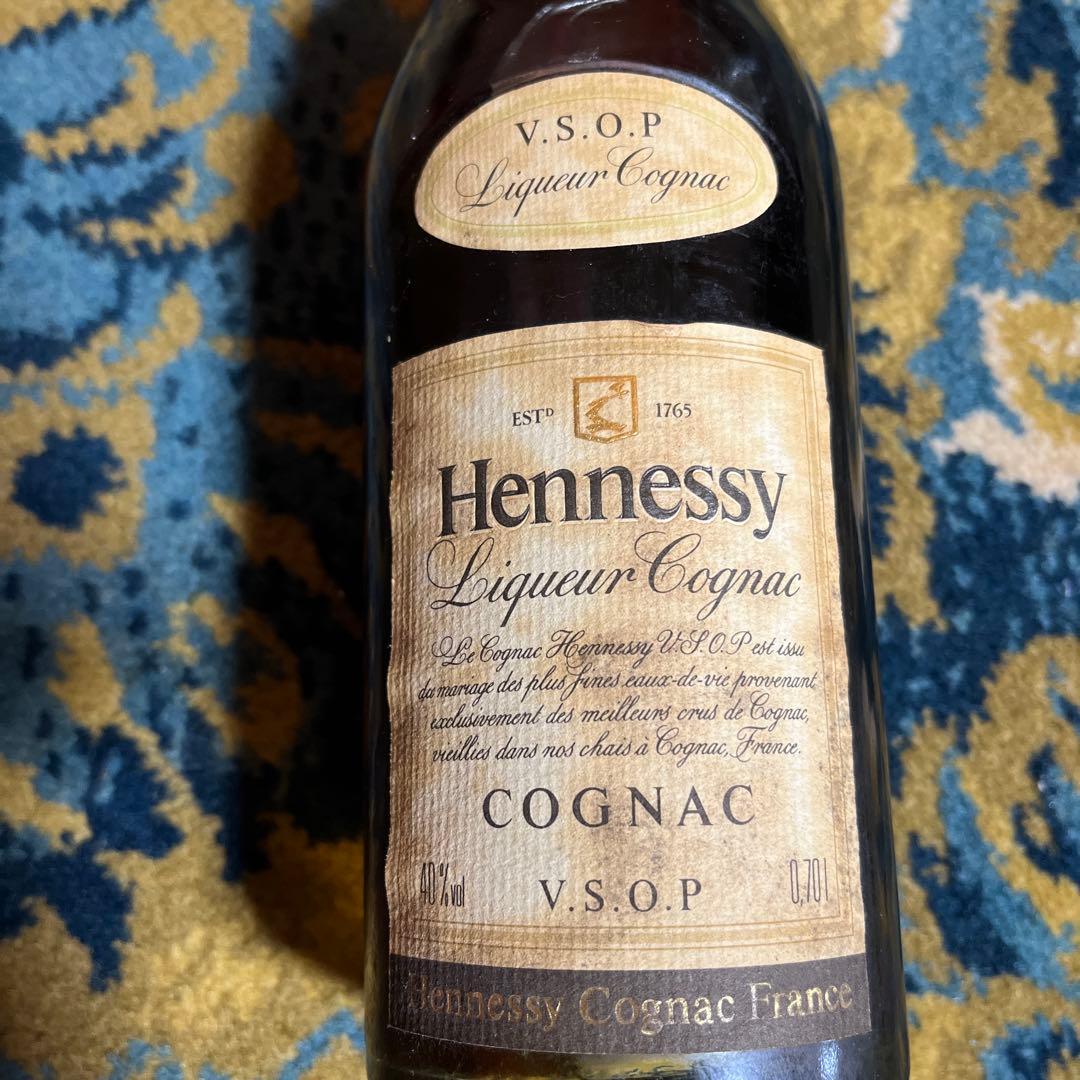 V.S.O.P
Liqueur Cognac
ESTD 1765
Hennessy
Liqueur Cognac
Le Cognac Hennessy V.S.O.P est issu
du mariage des plus fines eaux-de-vie provenant
exclusivement des meilleurs crus de Cognac,
vieillies dans nos chais à Cognac, France.
COGNAC
40%vol V.S.O.P 0,70l
Hennessy Cognac France